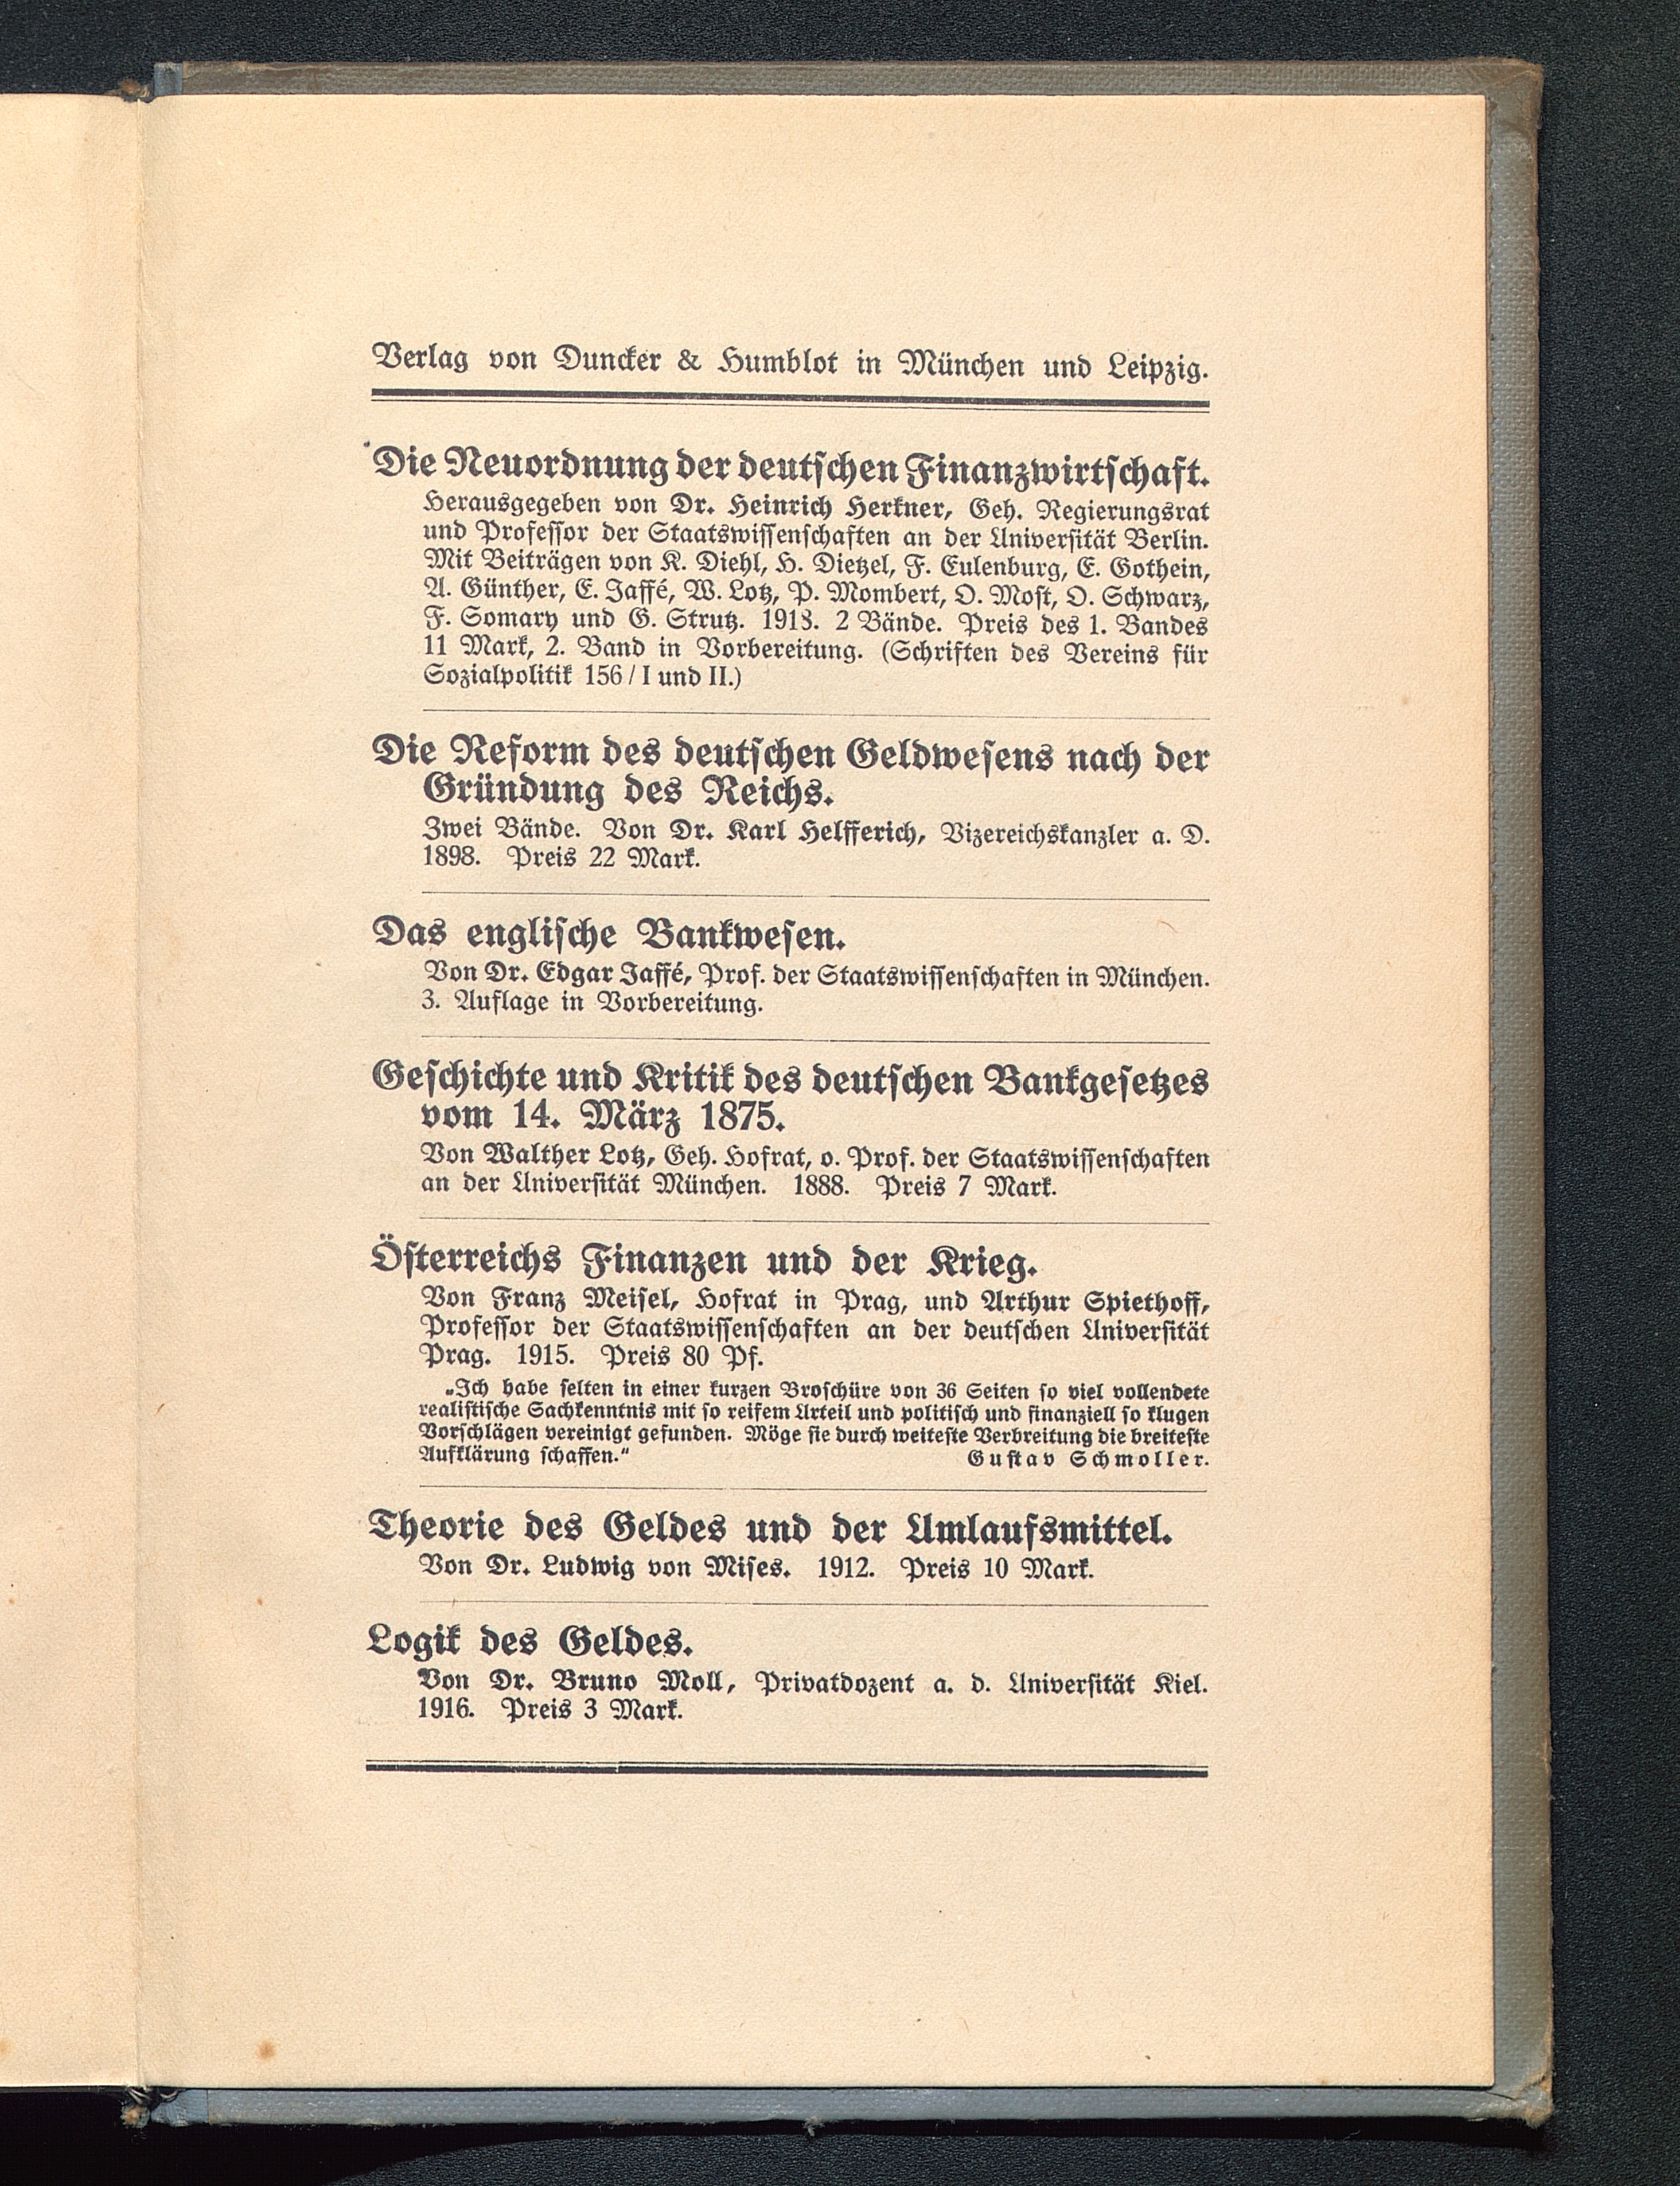 Verlag von Duncker & Humblot in München und Leipzig.
Die Neuordnung der deutschen Finanzwirtschaft.
Herausgegeben von Dr. Heinrich Herkner, Geh. Regierungsrat
und Professor der Staatswissenschaften an der Universität Berlin.
Mit Beiträgen von K. Diehl, H. Dietzel, F. Eulenburg, E. Gothein,
A. Günther, E. Jaffé, W. Lotz, P. Mombert, O. Most, O. Schwarz,
F. Somary und G. Strutz. 1918. 2 Bände. Preis des 1. Bandes
11 Mark, 2. Band in Vorbereitung. (Schriften des Vereins für
Sozialpolitik 156 / I und II.)
Die Reform des deutschen Geldwesens nach der
Gründung des Reichs.
Zwei Bände. Von Dr. Karl Helfferich, Vizereichskanzler a. D.
1898. Preis 22 Mark.
Das englische Bankwesen.
Von Dr. Edgar Jaffé, Prof. der Staatswissenschaften in München.
3. Auflage in Vorbereitung.
Geschichte und Kritik des deutschen Bankgesetzes
vom 14. März 1875.
Von Walther Lotz, Geh. Hofrat, o. Prof. der Staatswissenschaften
an der Universität München. 1888. Preis 7 Mark.
Österreichs Finanzen und der Krieg.
Von Franz Meisel, Hofrat in Prag, und Arthur Spiethoff,
Professor der Staatswissenschaften an der deutschen Universität
Prag. 1915. Preis 80 Pf.
„Ich habe selten in einer kurzen Broschüre von 36 Seiten so viel vollendete
realistische Sachkenntnis mit so reifem Urteil und politisch und finanziell so klugen
Vorschlägen vereinigt gefunden. Möge sie durch weiteste Verbreitung die breiteste
Aufklärung schaffen.“ Gustav Schmoller.
Theorie des Geldes und der Umlaufsmittel.
Von Dr. Ludwig von Mises. 1912. Preis 10 Mark.
Logik des Geldes.
Von Dr. Bruno Moll, Privatdozent a. d. Universität Kiel.
1916. Preis 3 Mark.